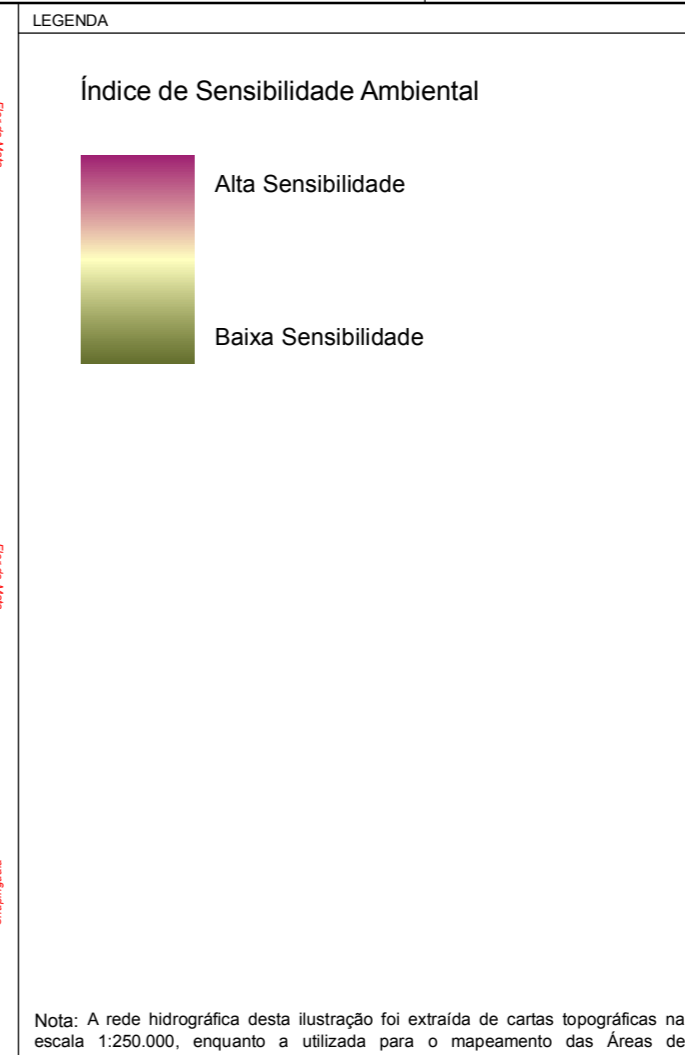 LEGENDA
Índice de Sensibilidade Ambiental
Alta Sensibilidade
Baixa Sensibilidade
Nota: A rede hidrográfica desta ilustração foi extraída de cartas topográficas na
escala 1:250.000, enquanto a utilizada para o mapeamento das Áreas de